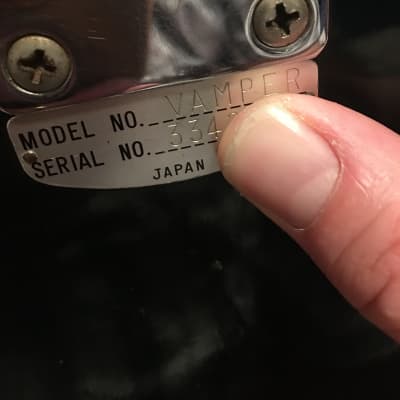 MODEL NO. VAMPER
SERIAL NO. 334
JAPAN